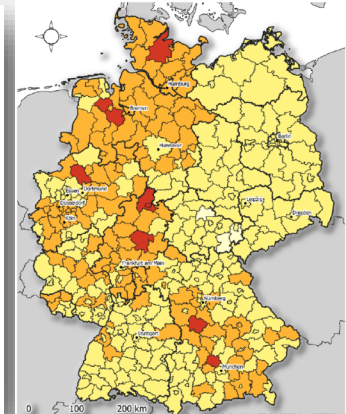 Hamburg
Bremen
Berlin
Hannover
Essen
Dortmund
Düsseldorf
Leipzig
Köln
Dresden
Frankfurt am Main
Nürnberg
Stuttgart
München
0 100 200 km